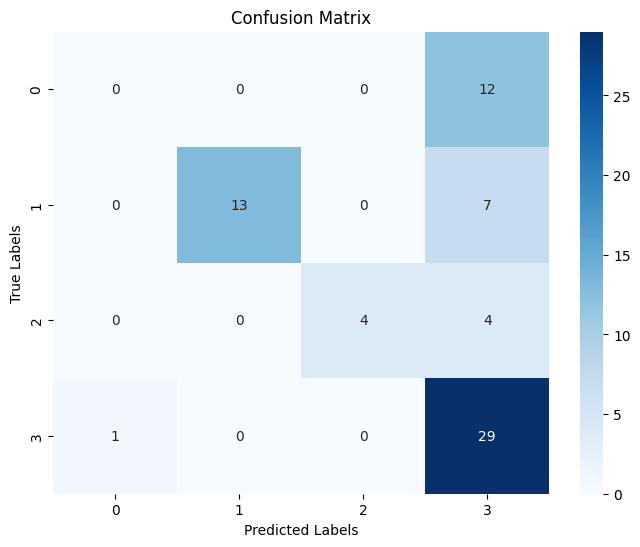 Confusion Matrix
0 0 0 0 12
1 0 13 0 7
2 0 0 4 4
3 1 0 0 29
0 1 2 3
Predicted Labels
True Labels
25
20
15
10
5
0